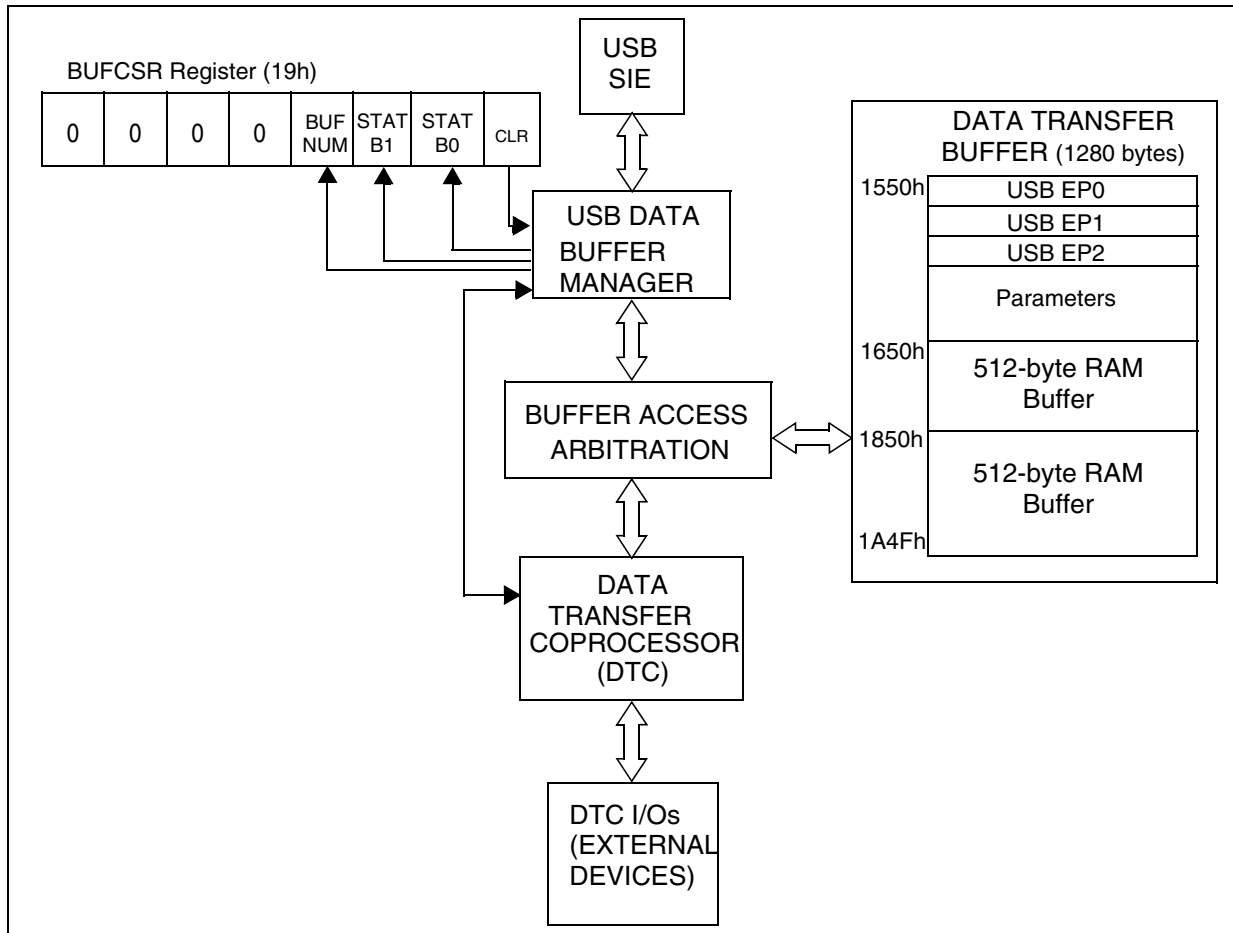 USB
SIE
BUFCSR Register (19h)
0 0 0 0 BUF NUM STAT B1 STAT B0 CLR
USB DATA
BUFFER
MANAGER
BUFFER ACCESS
ARBITRATION
DATA
TRANSFER
COPROCESSOR
(DTC)
DTC I/Os
(EXTERNAL
DEVICES)
DATA TRANSFER
BUFFER (1280 bytes)
1550h
USB EP0
USB EP1
USB EP2
Parameters
1650h
512-byte RAM
Buffer
1850h
512-byte RAM
Buffer
1A4Fh